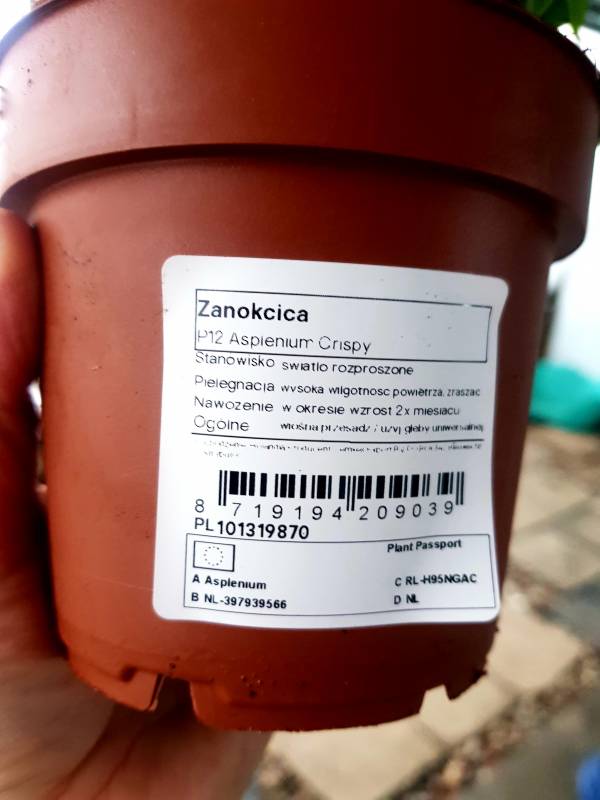 Zanokcica
P12 Asplenium Crispy
Stanowisko swiatlo rozproszone
Pielegnacja wysoka wilgotnosc powietrza, zraszac
Nawozenie w okresie wzrost 2x miesiacu
Ogolne wiosna przesadz / uzyj gleby uniwersalnej
8 719194 209039
PL101319870
Plant Passport
A Asplenium C RL-H95NGAC
B NL-397939566 D NL